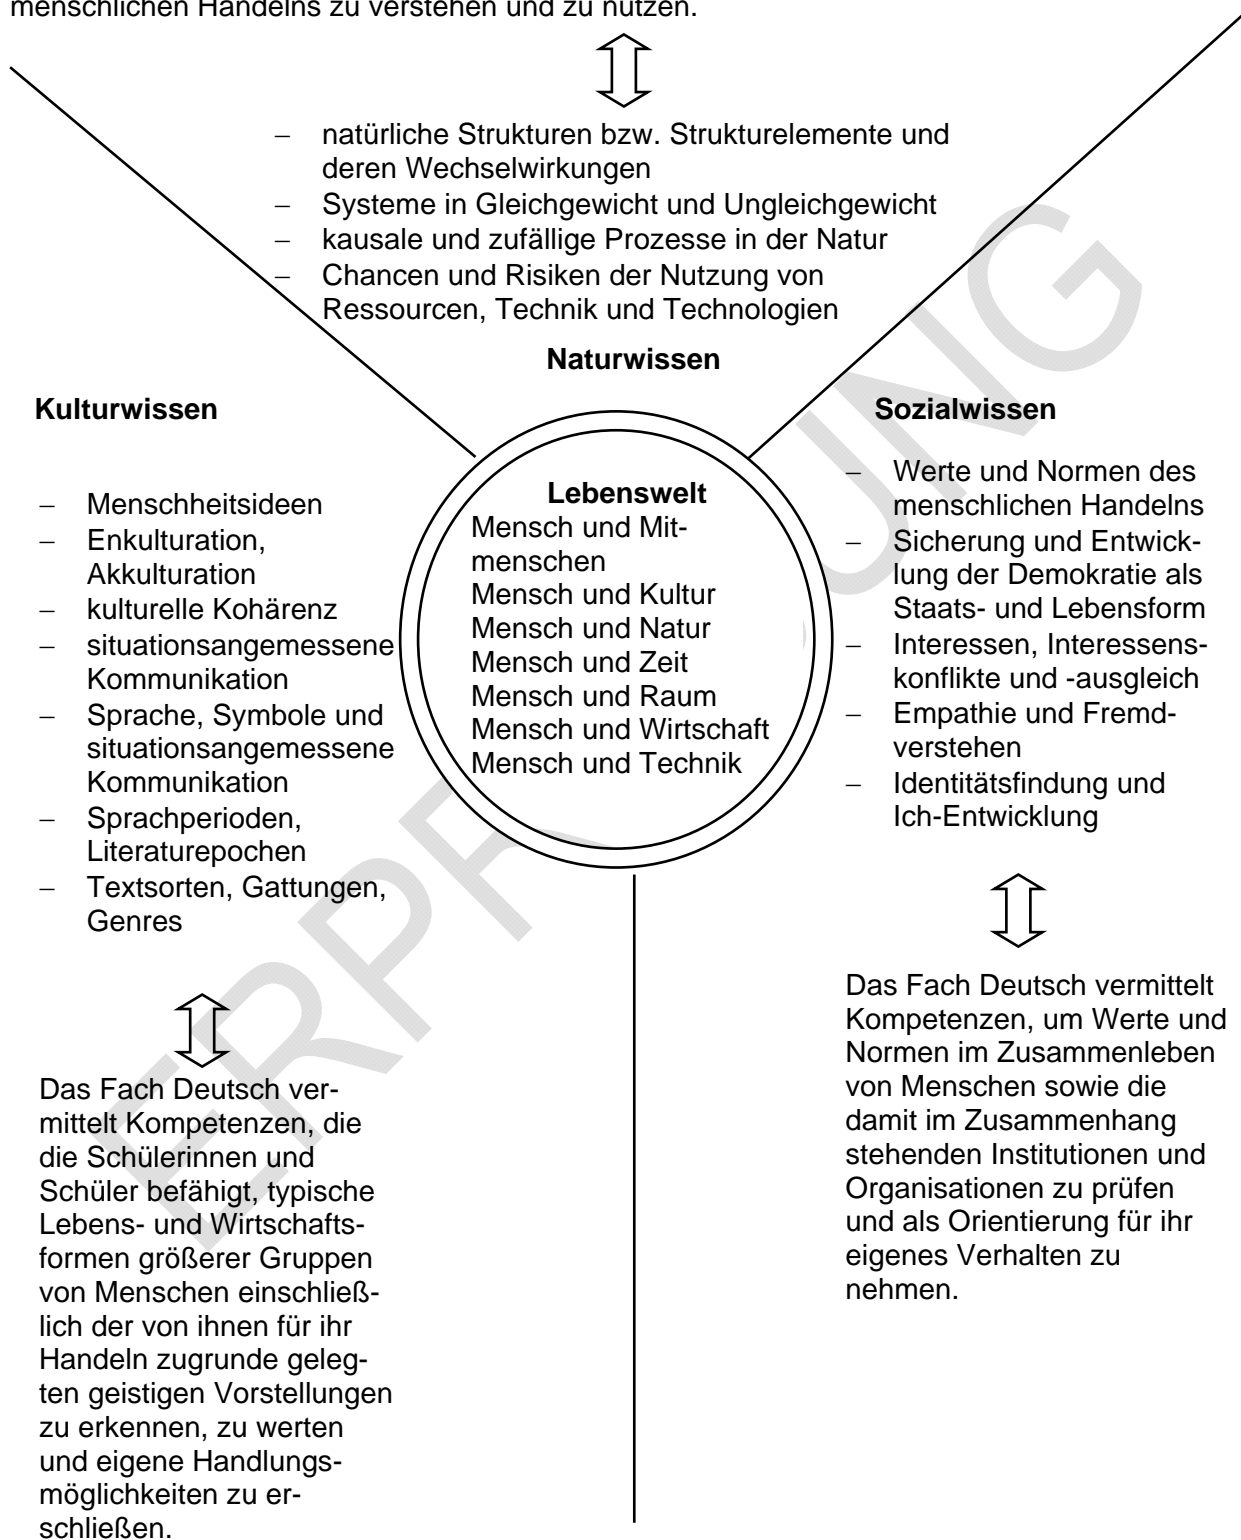 menschlichen Handelns zu verstehen und zu nutzen.
– natürliche Strukturen bzw. Strukturelemente und
deren Wechselwirkungen
– Systeme in Gleichgewicht und Ungleichgewicht
– kausale und zufällige Prozesse in der Natur
– Chancen und Risiken der Nutzung von
Ressourcen, Technik und Technologien
Naturwissen
Kulturwissen
– Menschheitsideen
– Enkulturation,
Akkulturation
– kulturelle Kohärenz
– situationsangemessene
Kommunikation
– Sprache, Symbole und
situationsangemessene
Kommunikation
– Sprachperioden,
Literaturepochen
– Textsorten, Gattungen,
Genres
Das Fach Deutsch ver-
mittelt Kompetenzen, die
die Schülerinnen und
Schüler befähigt, typische
Lebens- und Wirtschafts-
formen größerer Gruppen
von Menschen einschließ-
lich der von ihnen für ihr
Handeln zugrunde geleg-
ten geistigen Vorstellungen
zu erkennen, zu werten
und eigene Handlungs-
möglichkeiten zu er-
schließen.
Lebenswelt
Mensch und Mit-
menschen
Mensch und Kultur
Mensch und Natur
Mensch und Zeit
Mensch und Raum
Mensch und Wirtschaft
Mensch und Technik
Sozialwissen
– Werte und Normen des
menschlichen Handelns
– Sicherung und Entwick-
lung der Demokratie als
Staats- und Lebensform
– Interessen, Interessens-
konflikte und -ausgleich
– Empathie und Fremd-
verstehen
– Identitätsfindung und
Ich-Entwicklung
Das Fach Deutsch vermittelt
Kompetenzen, um Werte und
Normen im Zusammenleben
von Menschen sowie die
damit im Zusammenhang
stehenden Institutionen und
Organisationen zu prüfen
und als Orientierung für ihr
eigenes Verhalten zu
nehmen.